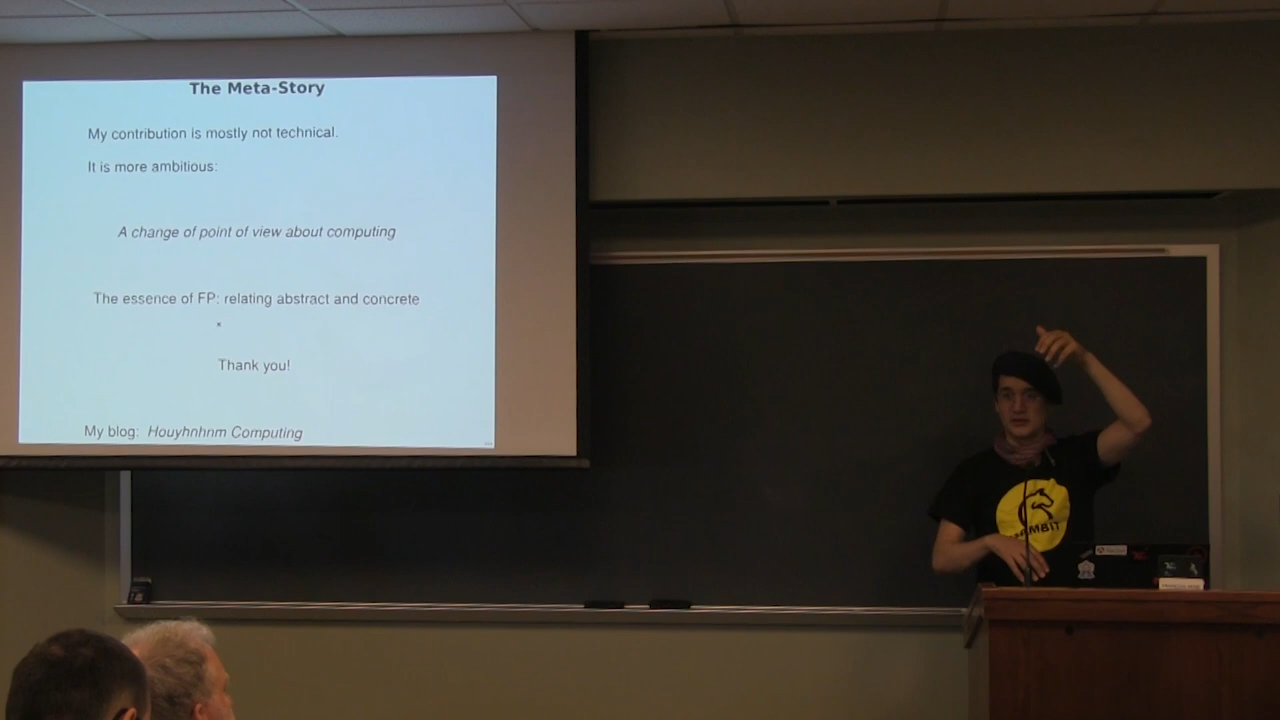 The Meta-Story
My contribution is mostly not technical.
It is more ambitious:
A change of point of view about computing
The essence of FP: relating abstract and concrete
×
Thank you!
My blog: Houyhnhnm Computing